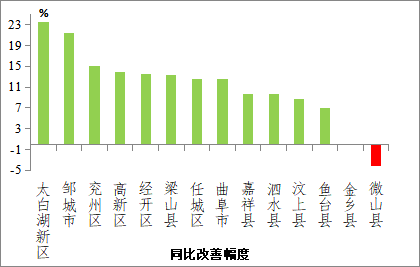 %
23
19
15
11
7
3
-1
-5
太白湖新区
邹城市
兖州区
高新区
经开区
梁山县
任城区
曲阜市
嘉祥县
泗水县
汶上县
鱼台县
金乡县
微山县
同比改善幅度